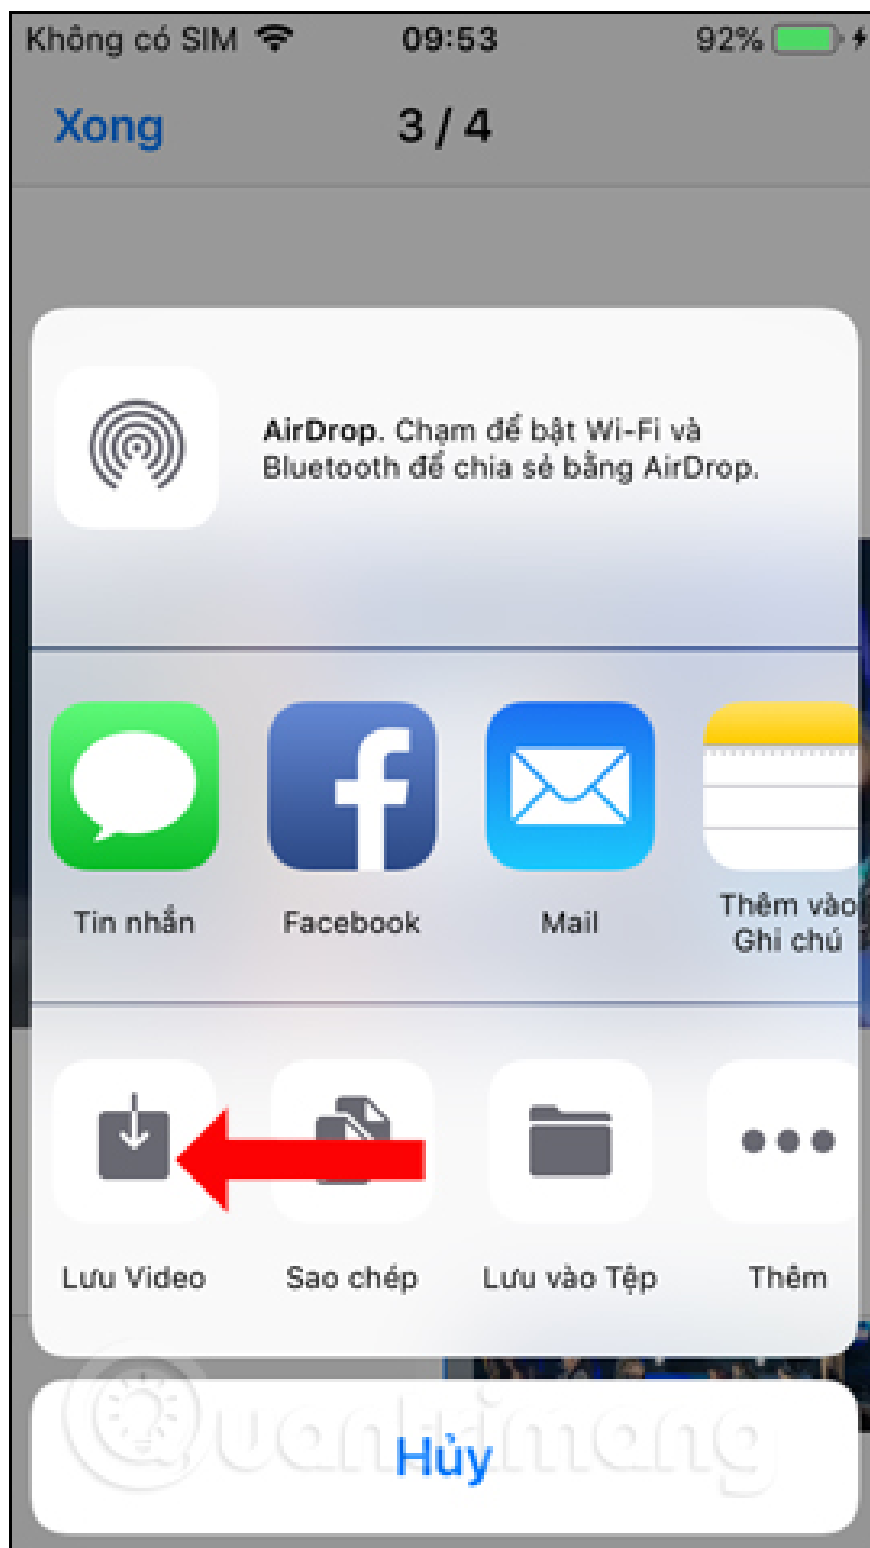 Không có SIM 09:53 92%
Xong 3 / 4
AirDrop. Chạm để bật Wi-Fi và
Bluetooth để chia sẻ bằng AirDrop.
Tin nhắn Facebook Mail Thêm vào
Ghi chú
Lưu Video Sao chép Lưu vào Tệp Thêm
Quantrimang
Hủy